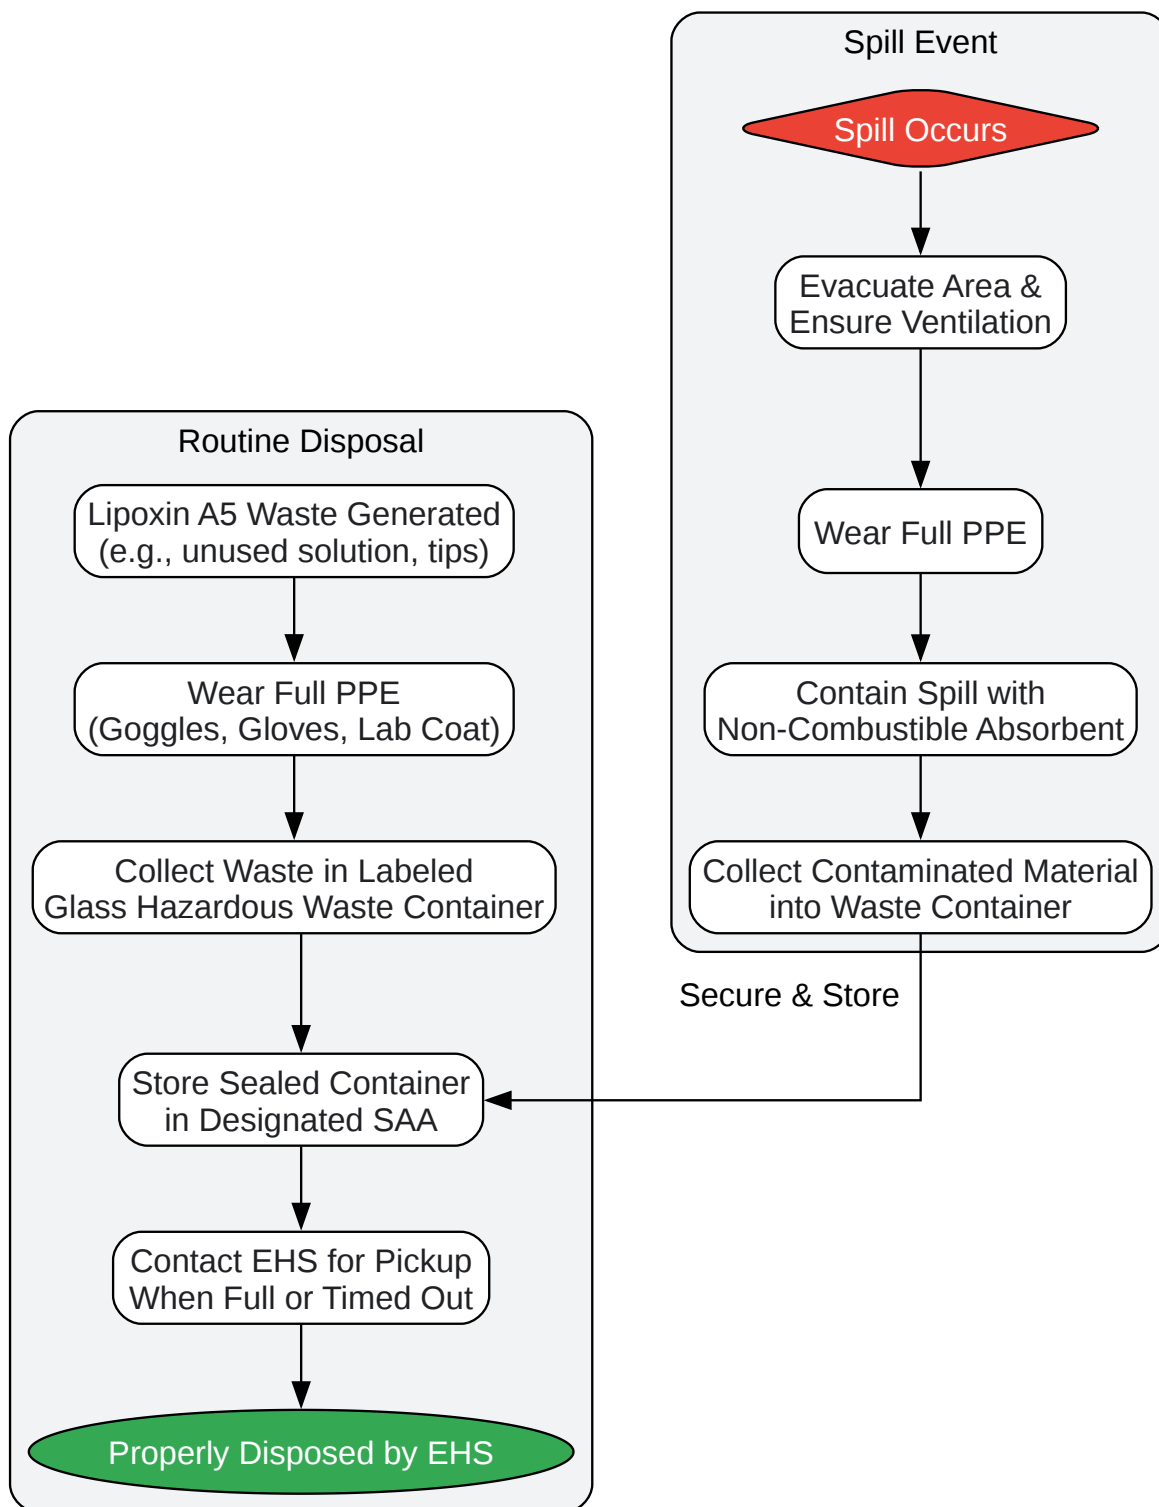 Spill Event
Spill Occurs
Evacuate Area &
Ensure Ventilation
Wear Full PPE
Contain Spill with
Non-Combustible Absorbent
Collect Contaminated Material
into Waste Container
Secure & Store
Routine Disposal
Lipoxin A5 Waste Generated
(e.g., unused solution, tips)
Wear Full PPE
(Goggles, Gloves, Lab Coat)
Collect Waste in Labeled
Glass Hazardous Waste Container
Store Sealed Container
in Designated SAA
Contact EHS for Pickup
When Full or Timed Out
Properly Disposed by EHS